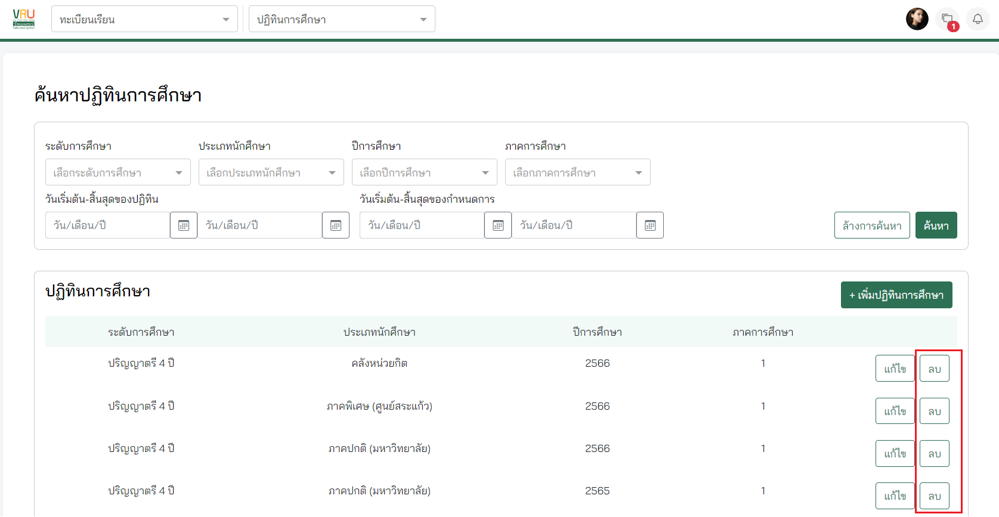 VRU
ทะเบียนเรียน
ปฏิทินการศึกษา
1
ค้นหาปฏิทินการศึกษา
ระดับการศึกษา ประเภทนักศึกษา ปีการศึกษา ภาคการศึกษา
เลือกระดับการศึกษา เลือกประเภทนักศึกษา เลือกปีการศึกษา เลือกภาคการศึกษา
วันเริ่มต้น-สิ้นสุดของปฏิทิน วันเริ่มต้น-สิ้นสุดของกำหนดการ
วัน/เดือน/ปี วัน/เดือน/ปี วัน/เดือน/ปี วัน/เดือน/ปี ล้างการค้นหา ค้นหา
ปฏิทินการศึกษา
+ เพิ่มปฏิทินการศึกษา
ระดับการศึกษา ประเภทนักศึกษา ปีการศึกษา ภาคการศึกษา
ปริญญาตรี 4 ปี คลังหน่วยกิต 2566 1 แก้ไข ลบ
ปริญญาตรี 4 ปี ภาคพิเศษ (ศูนย์สระแก้ว) 2566 1 แก้ไข ลบ
ปริญญาตรี 4 ปี ภาคปกติ (มหาวิทยาลัย) 2566 1 แก้ไข ลบ
ปริญญาตรี 4 ปี ภาคปกติ (มหาวิทยาลัย) 2565 1 แก้ไข ลบ